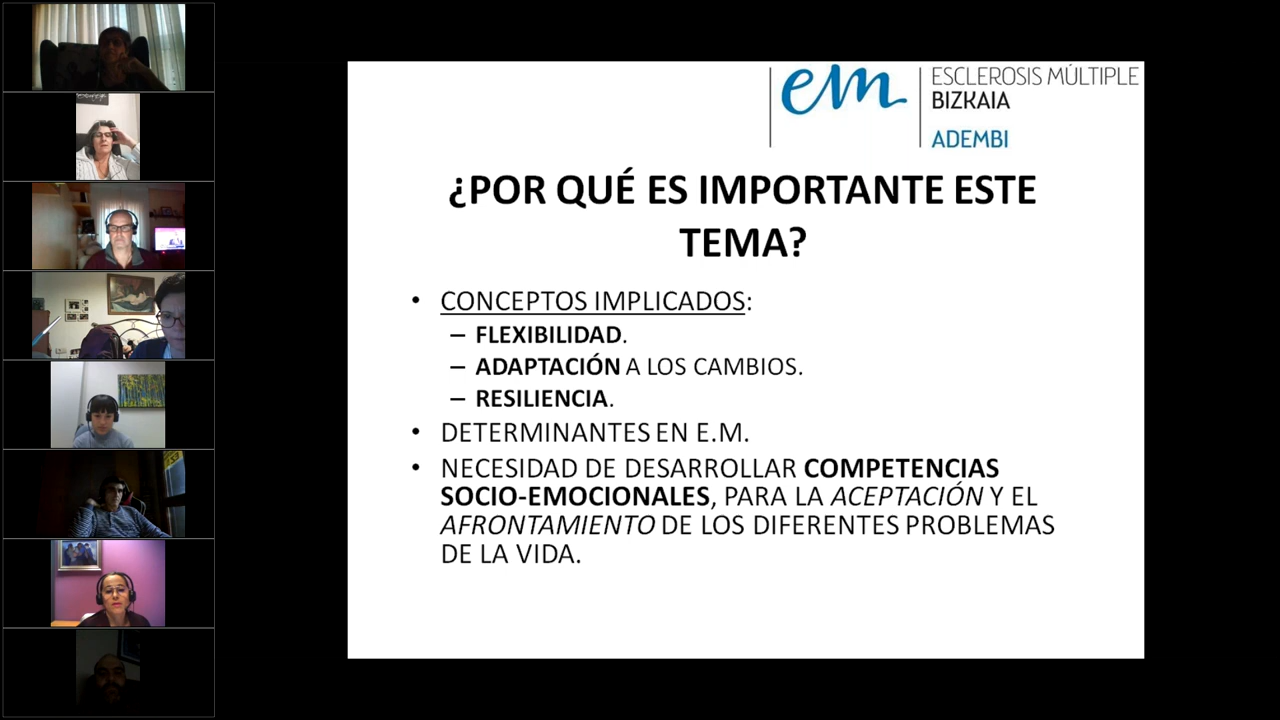 em
ESCLEROSIS MÚLTIPLE
BIZKAIA
ADEMBI
¿POR QUÉ ES IMPORTANTE ESTE
TEMA?
• CONCEPTOS IMPLICADOS:
– FLEXIBILIDAD.
– ADAPTACIÓN A LOS CAMBIOS.
– RESILIENCIA.
• DETERMINANTES EN E.M.
• NECESIDAD DE DESARROLLAR COMPETENCIAS
SOCIO-EMOCIONALES, PARA LA ACEPTACIÓN Y EL
AFRONTAMIENTO DE LOS DIFERENTES PROBLEMAS
DE LA VIDA.